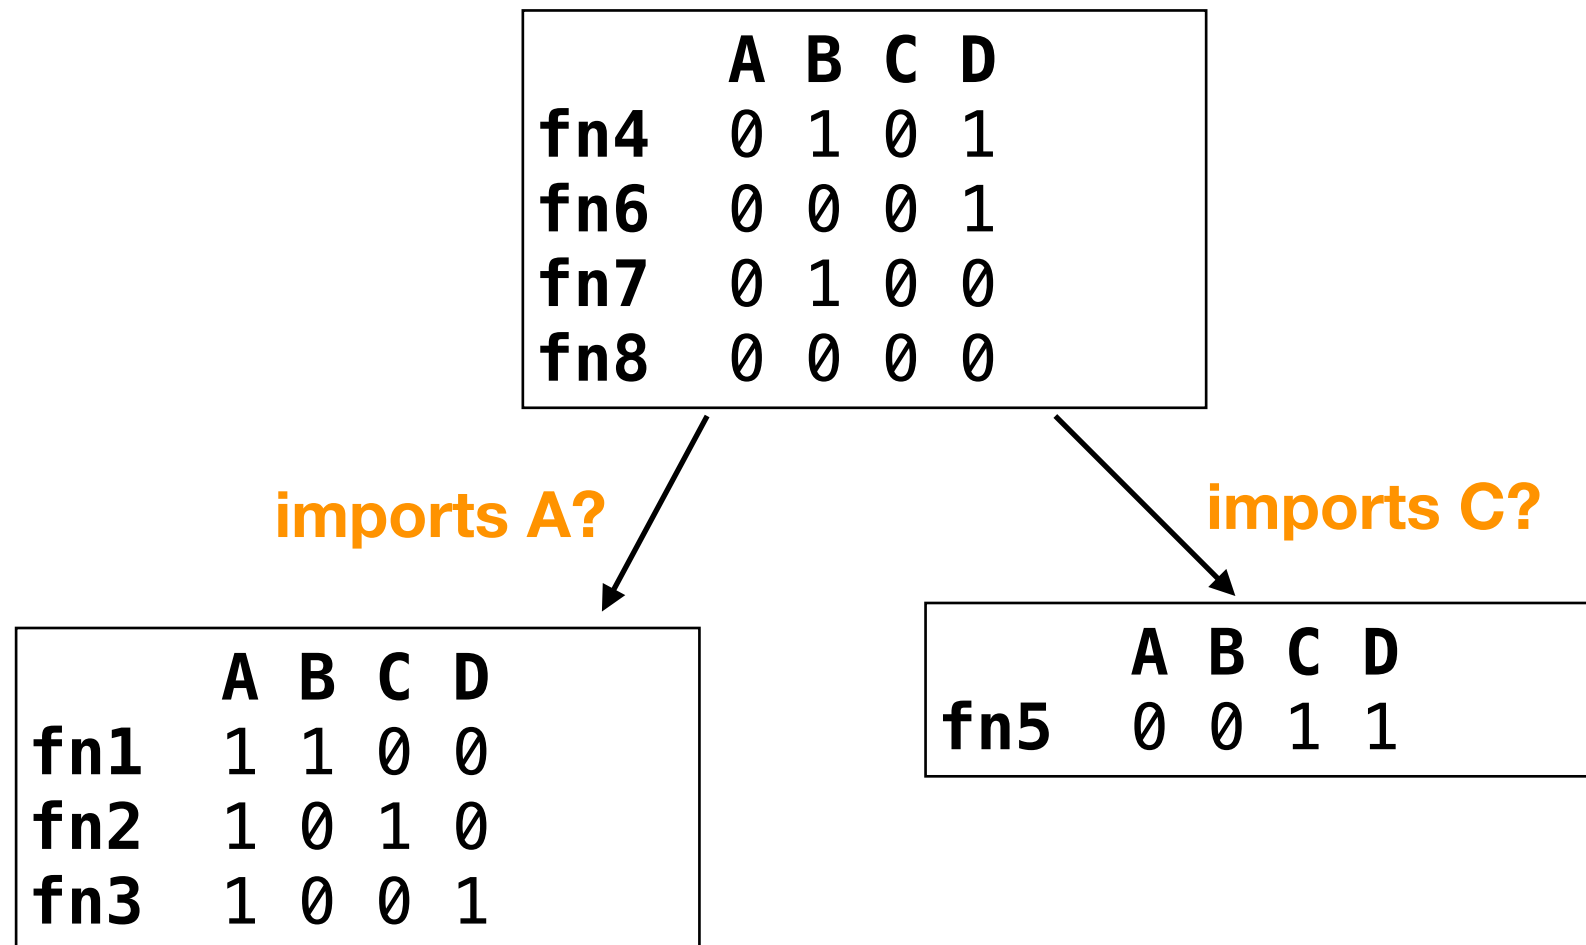 A B C D
fn4 0 1 0 1
fn6 0 0 0 1
fn7 0 1 0 0
fn8 0 0 0 0
imports A?
imports C?
A B C D
fn1 1 1 0 0
fn2 1 0 1 0
fn3 1 0 0 1
A B C D
fn5 0 0 1 1